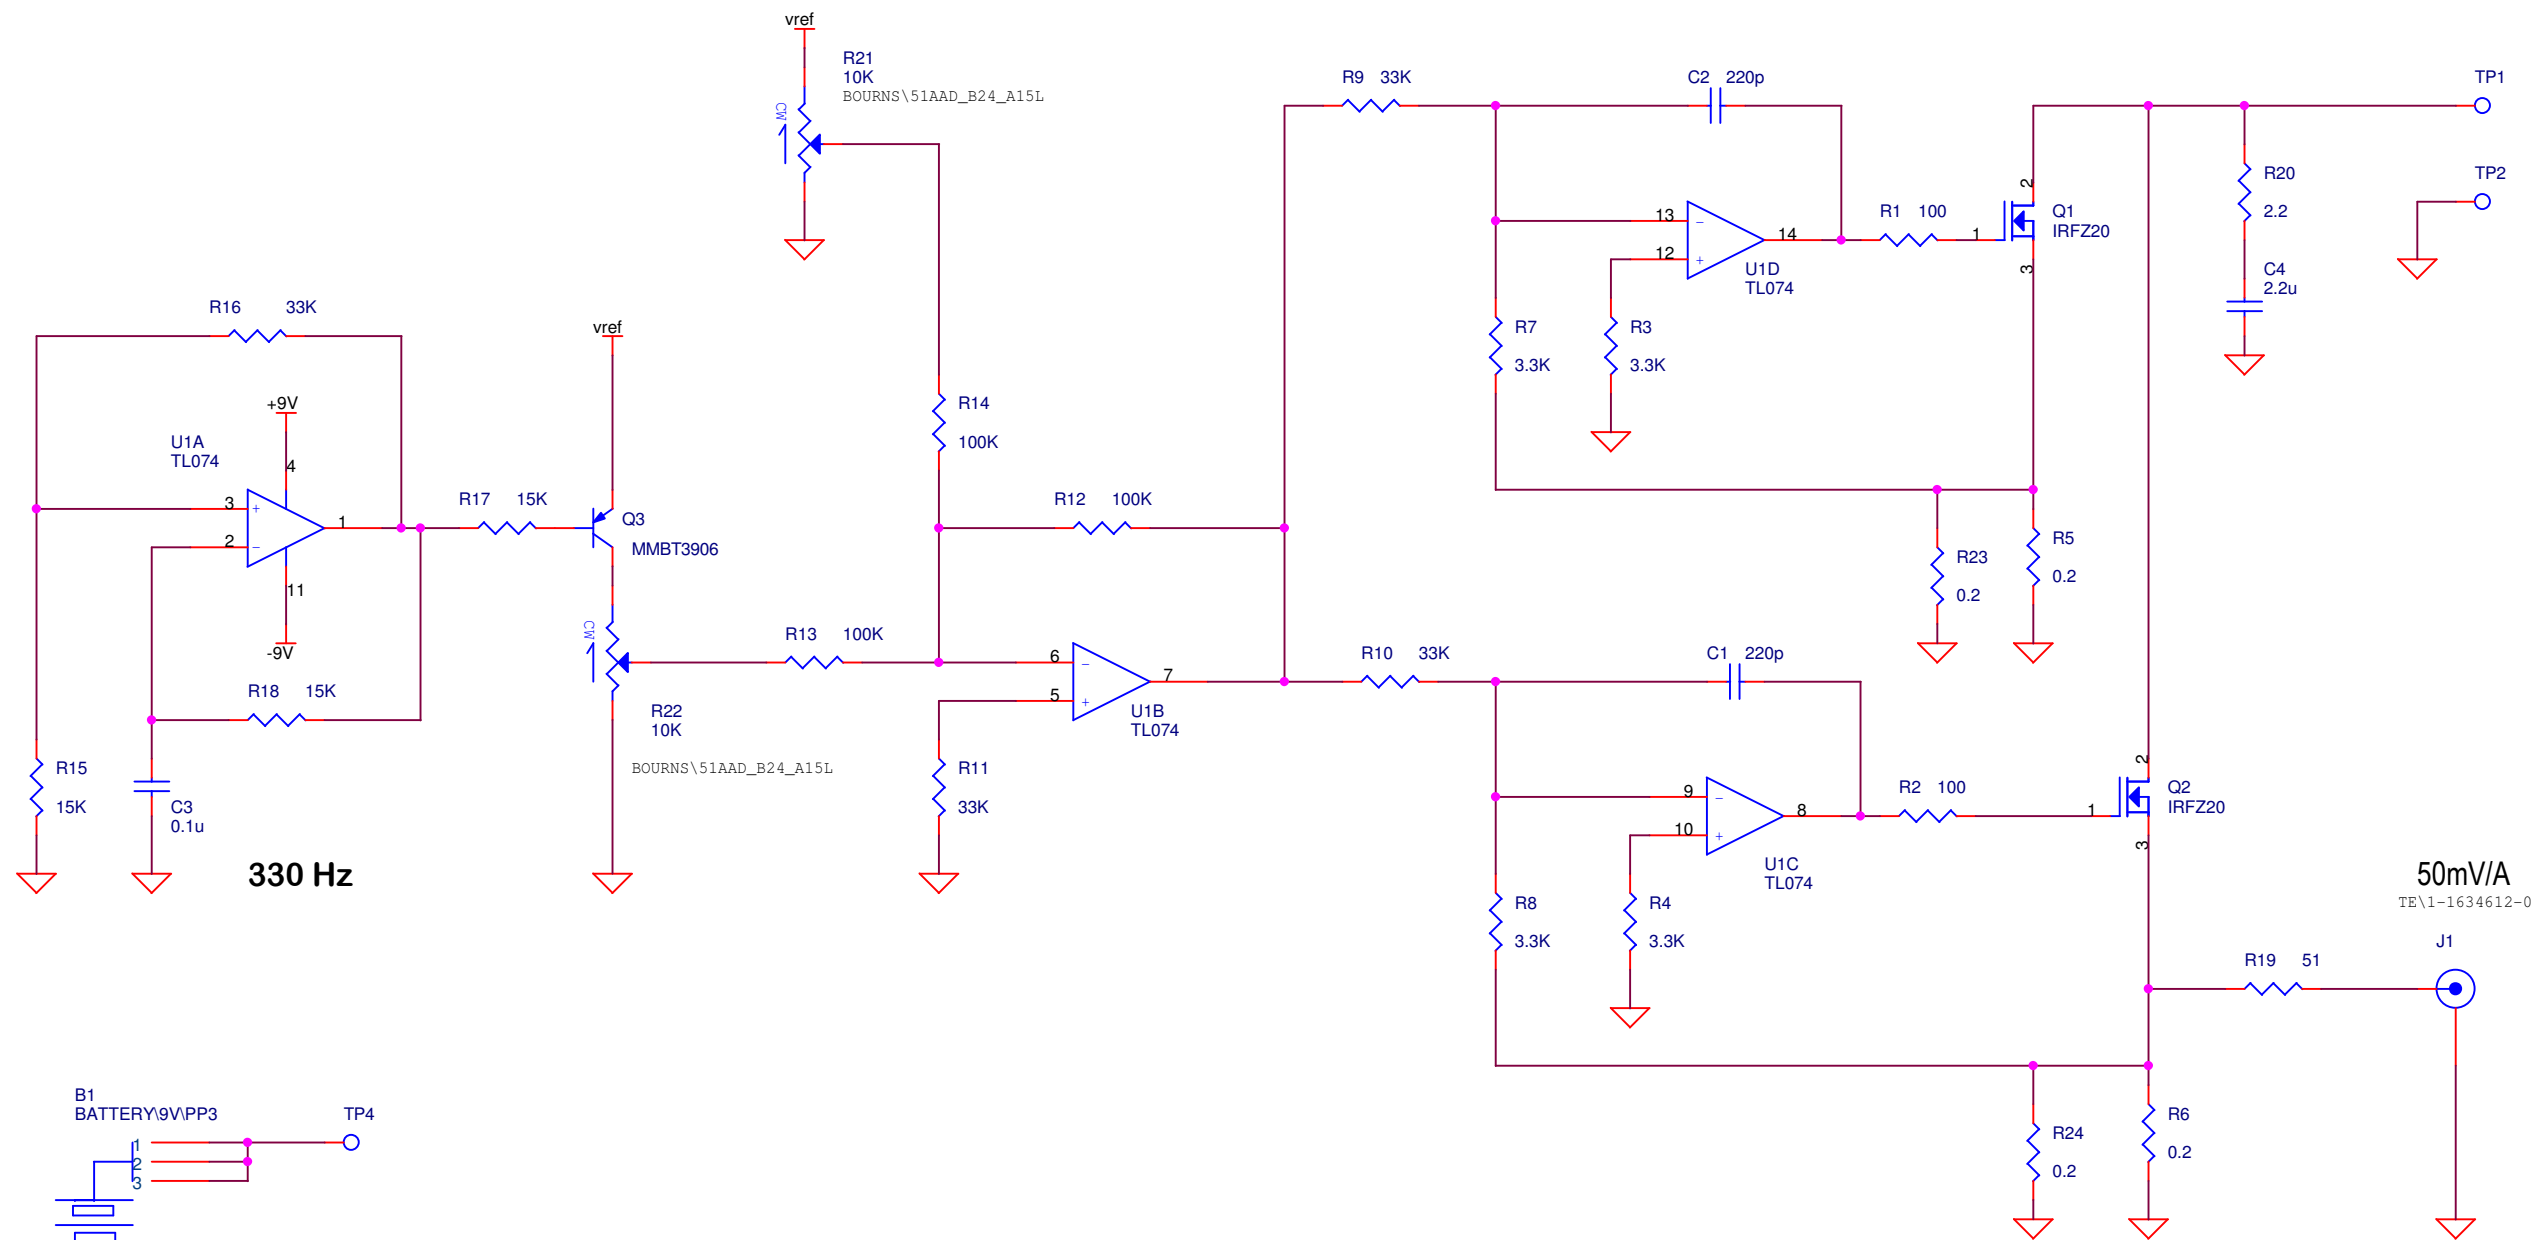 vref
R21
10K
BOURNS\51AAD_B24_A15L
CW
R9 33K
C2 220p
TP1
TP2
R20
2.2
C4
2.2u
2
Q1
IRFZ20
R1 100
1
3
13
12
14
U1D
TL074
R7
3.3K
R3
3.3K
R16 33K
vref
+9V
U1A
TL074
4
3
2
1
11
-9V
R17 15K
Q3
MMBT3906
R14
100K
R12 100K
R23
0.2
R5
0.2
R18 15K
CW
R13 100K
R22
10K
BOURNS\51AAD_B24_A15L
6
5
7
U1B
TL074
R10 33K
C1 220p
R15
15K
C3
0.1u
330 Hz
R11
33K
9
10
8
U1C
TL074
R2 100
1
2
Q2
IRFZ20
3
R8
3.3K
R4
3.3K
50mV/A
TE\1-1634612-0
J1
R19 51
B1
BATTERY\9V\PP3
TP4
1
2
3
R24
0.2
R6
0.2